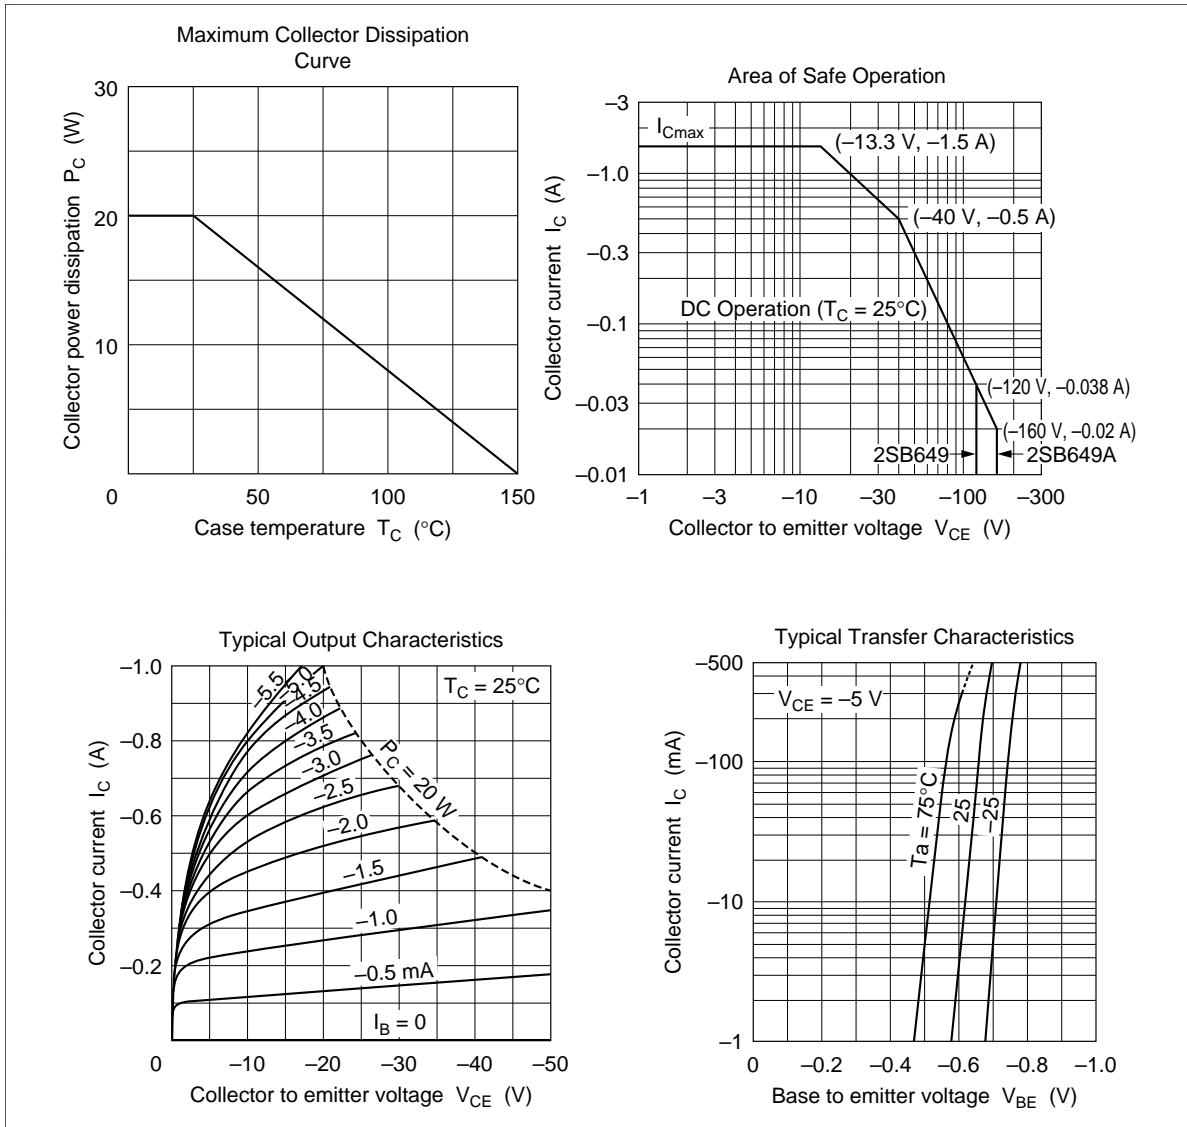 Maximum Collector Dissipation
Curve
Collector power dissipation P_C (W)
30
20
10
0
50
100
150
Case temperature T_C (°C)
Area of Safe Operation
Collector current I_C (A)
–3
–1.0
–0.3
–0.1
–0.03
–0.01
I_Cmax
(–13.3 V, –1.5 A)
(–40 V, –0.5 A)
DC Operation (T_C = 25°C)
(–120 V, –0.038 A)
(–160 V, –0.02 A)
2SB649
2SB649A
–1
–3
–10
–30
–100
–300
Collector to emitter voltage V_CE (V)
Typical Output Characteristics
Collector current I_C (A)
–1.0
–0.8
–0.6
–0.4
–0.2
0
T_C = 25°C
–5.5
–5.0
–4.5
–4.0
–3.5
–3.0
–2.5
–2.0
–1.5
–1.0
–0.5 mA
I_B = 0
P_C = 20 W
–10
–20
–30
–40
–50
Collector to emitter voltage V_CE (V)
Typical Transfer Characteristics
Collector current I_C (mA)
–500
–100
–10
–1
V_CE = –5 V
Ta = 75°C
25
–25
0
–0.2
–0.4
–0.6
–0.8
–1.0
Base to emitter voltage V_BE (V)